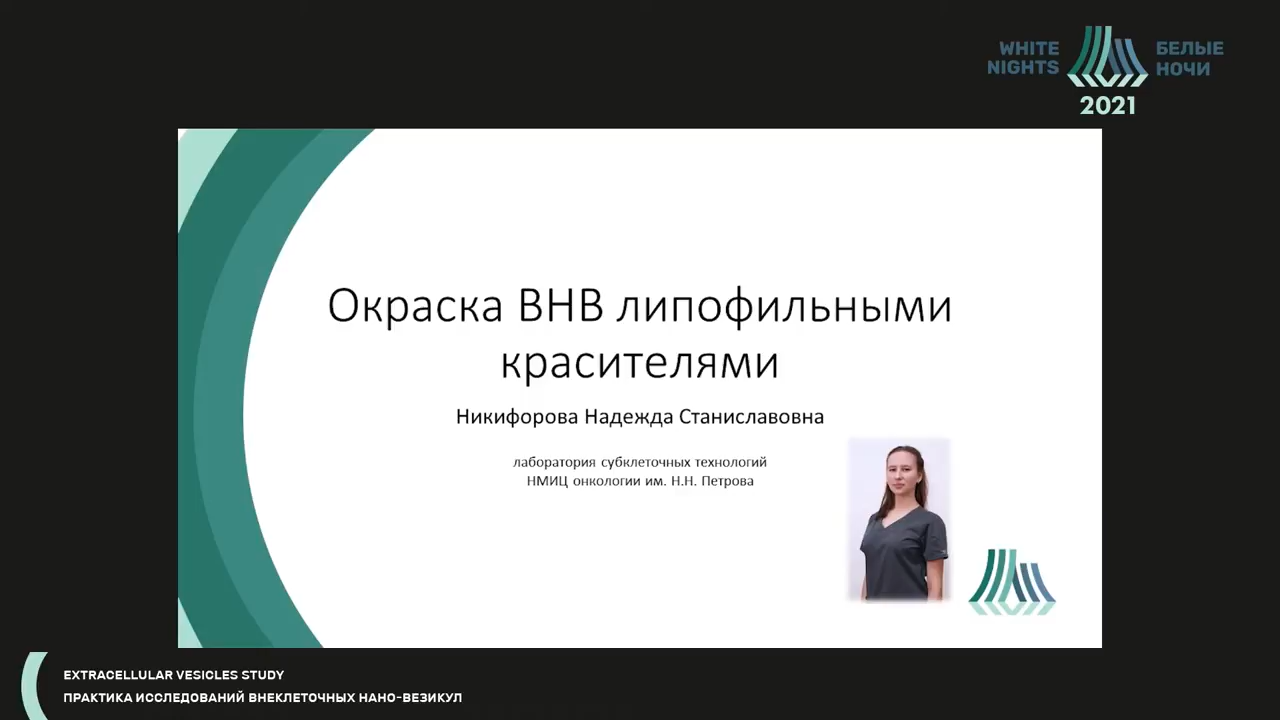 WHITE
NIGHTS
БЕЛЫЕ
НОЧИ
2021
Окраска ВНВ липофильными
красителями
Никифорова Надежда Станиславовна
лаборатория субклеточных технологий
НМИЦ онкологии им. Н.Н. Петрова
EXTRACELLULAR VESICLES STUDY
ПРАКТИКА ИССЛЕДОВАНИЙ ВНЕКЛЕТОЧНЫХ НАНО-ВЕЗИКУЛ